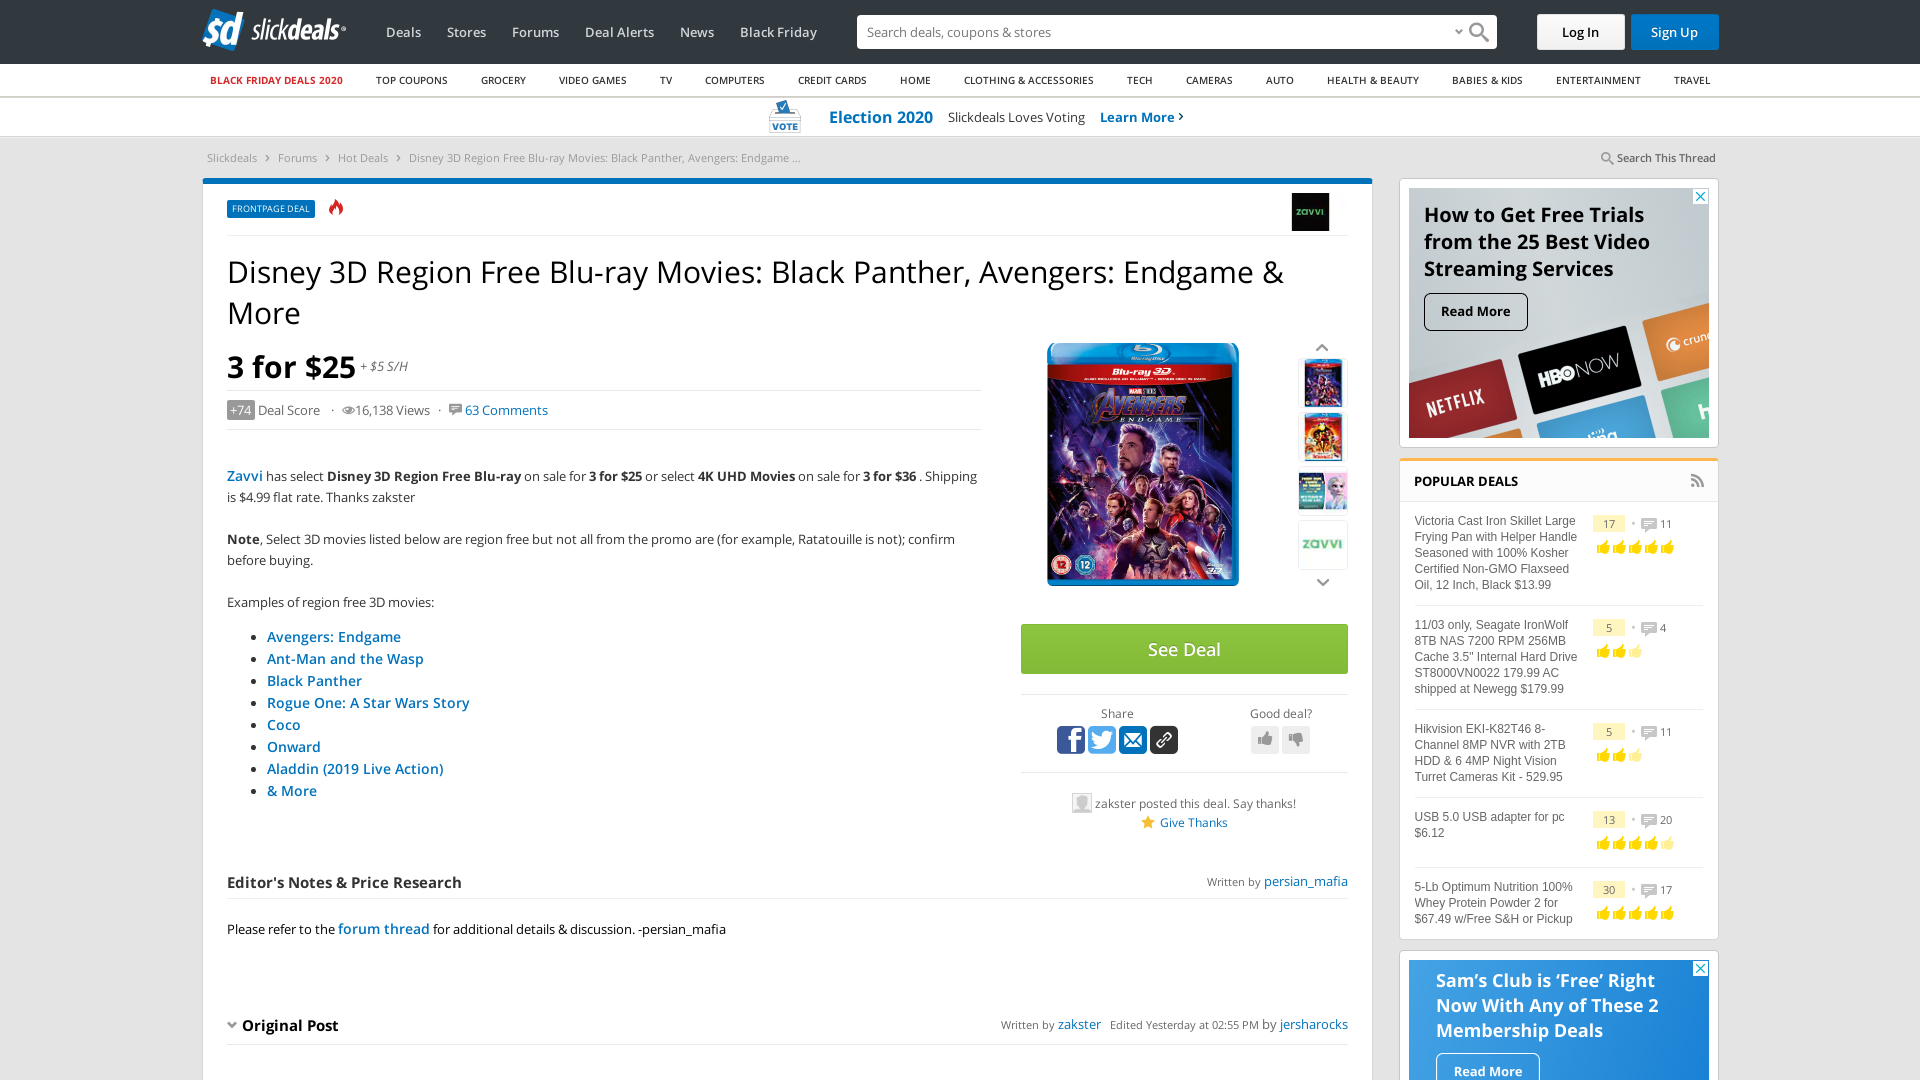 sd slickdeals
Deals
Stores
Forums
Deal Alerts
News
Black Friday
Search deals, coupons & stores
Log In
Sign Up
BLACK FRIDAY DEALS 2020
TOP COUPONS
GROCERY
VIDEO GAMES
TV
COMPUTERS
CREDIT CARDS
HOME
CLOTHING & ACCESSORIES
TECH
CAMERAS
AUTO
HEALTH & BEAUTY
BABIES & KIDS
ENTERTAINMENT
TRAVEL
VOTE
Election 2020
Slickdeals Loves Voting
Learn More ›
Slickdeals › Forums › Hot Deals › Disney 3D Region Free Blu-ray Movies: Black Panther, Avengers: Endgame ...
Search This Thread
FRONTPAGE DEAL
ZAVVI
Disney 3D Region Free Blu-ray Movies: Black Panther, Avengers: Endgame &
More
3 for $25 + $5 S/H
+74 Deal Score · 16,138 Views · 63 Comments
Zavvi has select Disney 3D Region Free Blu-ray on sale for 3 for $25 or select 4K UHD Movies on sale for 3 for $36 . Shipping
is $4.99 flat rate. Thanks zakster
Note, Select 3D movies listed below are region free but not all from the promo are (for example, Ratatouille is not); confirm
before buying.
Examples of region free 3D movies:
• Avengers: Endgame
• Ant-Man and the Wasp
• Black Panther
• Rogue One: A Star Wars Story
• Coco
• Onward
• Aladdin (2019 Live Action)
• & More
Blu-ray 3D
AVENGERS
ENDGAME
12
12
ZAVVI
See Deal
Share
Good deal?
zakster posted this deal. Say thanks!
Give Thanks
Editor's Notes & Price Research
Written by persian_mafia
Please refer to the forum thread for additional details & discussion. -persian_mafia
Original Post
Written by zakster Edited Yesterday at 02:55 PM by jersharocks
How to Get Free Trials
from the 25 Best Video
Streaming Services
Read More
NETFLIX
HBO NOW
crunc
POPULAR DEALS
Victoria Cast Iron Skillet Large
Frying Pan with Helper Handle
Seasoned with 100% Kosher
Certified Non-GMO Flaxseed
Oil, 12 Inch, Black $13.99
17 • 11
11/03 only, Seagate IronWolf
8TB NAS 7200 RPM 256MB
Cache 3.5" Internal Hard Drive
ST8000VN0022 179.99 AC
shipped at Newegg $179.99
5 • 4
Hikvision EKI-K82T46 8-
Channel 8MP NVR with 2TB
HDD & 6 4MP Night Vision
Turret Cameras Kit - 529.95
5 • 11
USB 5.0 USB adapter for pc
$6.12
13 • 20
5-Lb Optimum Nutrition 100%
Whey Protein Powder 2 for
$67.49 w/Free S&H or Pickup
30 • 17
Sam's Club is 'Free' Right
Now With Any of These 2
Membership Deals
Read More